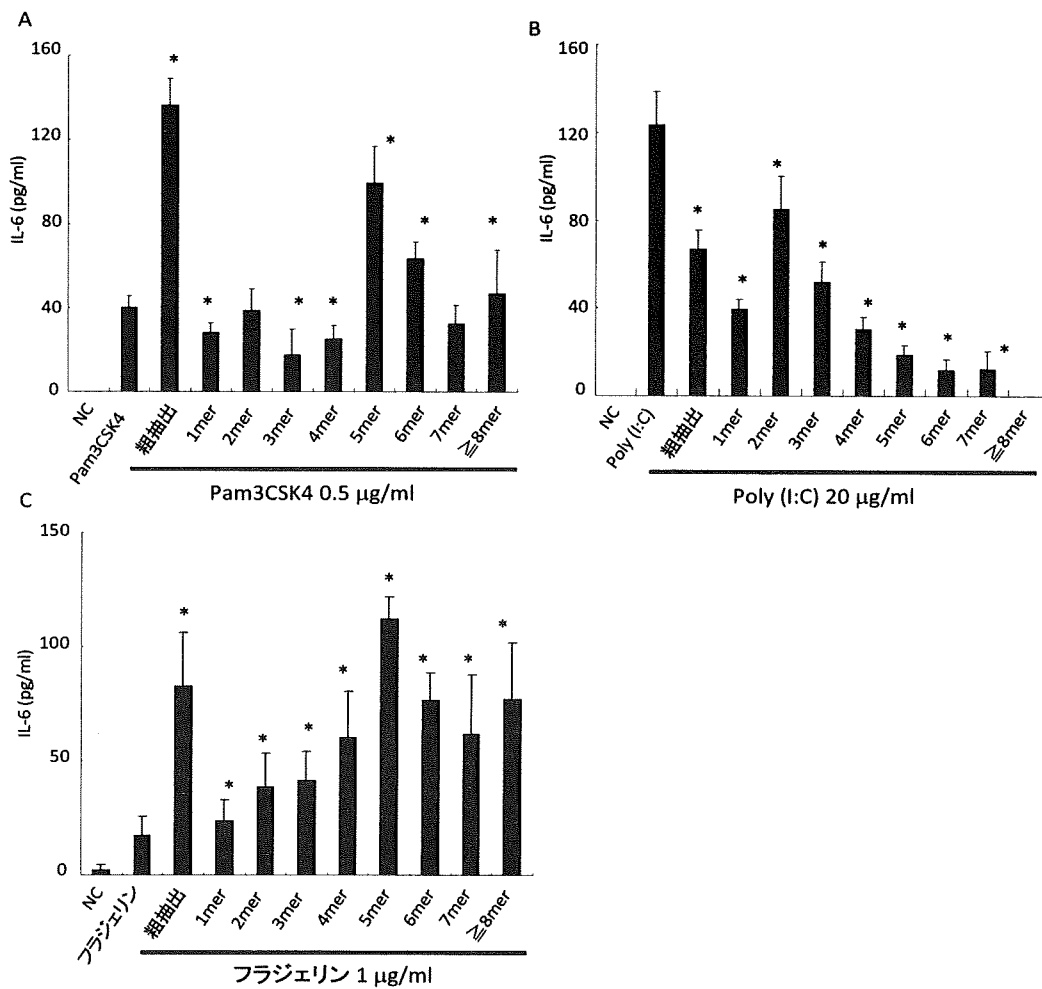 A
160
120
80
40
0
IL-6 (pg/ml)
* * * * * * *
NC
Pam3CSK4
粗抽出
1mer
2mer
3mer
4mer
5mer
6mer
7mer
≧8mer
Pam3CSK4 0.5 μg/ml
B
160
120
80
40
0
IL-6 (pg/ml)
* * * * * * * *
NC
Poly (I:C)
粗抽出
1mer
2mer
3mer
4mer
5mer
6mer
7mer
≧8mer
Poly (I:C) 20 μg/ml
C
150
100
50
0
IL-6 (pg/ml)
* * * * * * * * *
NC
フラジェリン
粗抽出
1mer
2mer
3mer
4mer
5mer
6mer
7mer
≧8mer
フラジェリン 1 μg/ml